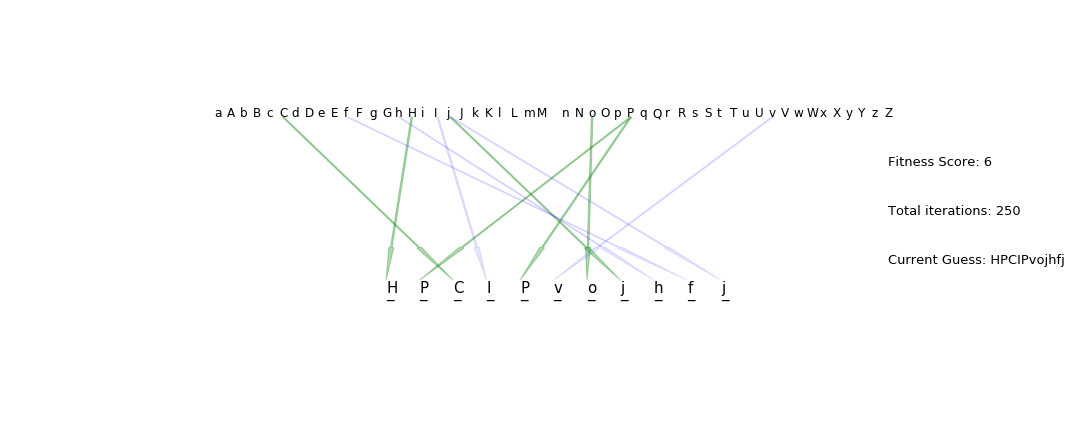 a A b B c C d D e E f F g G h H i I j J k K l L m M n N o O p P q Q r R s S t T u U v V w W x X y Y z Z
Fitness Score: 6
Total iterations: 250
Current Guess: HPCIPvojhfj
H P C I P v o j h f j